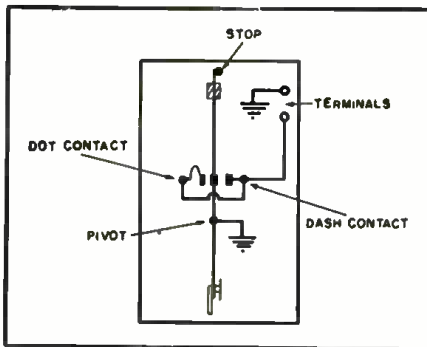 STOP
TERMINALS
DOT CONTACT
DASH CONTACT
PIVOT